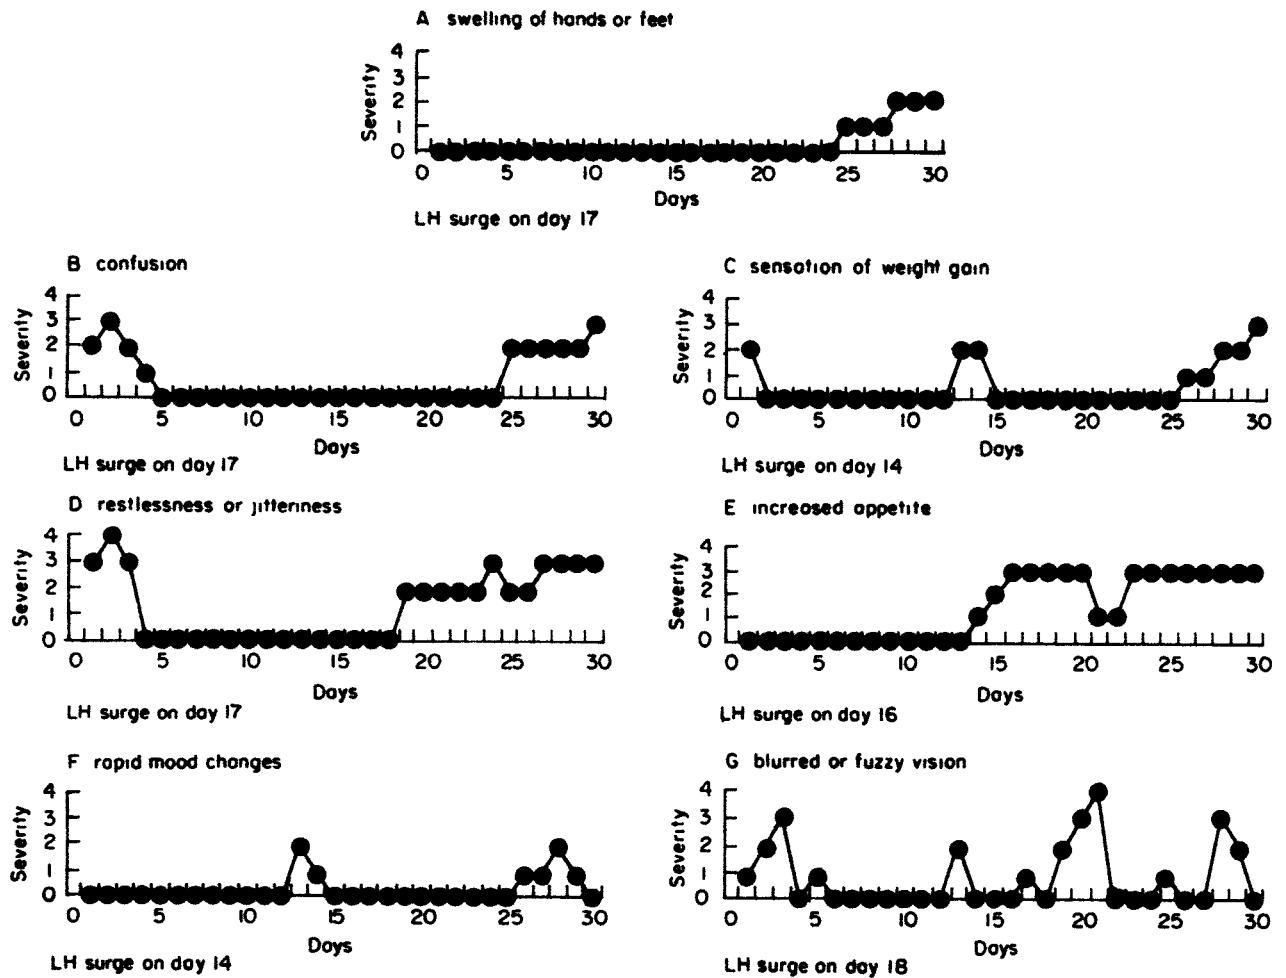 A swelling of hands or feet
4
3
2
1
0
Severity
0 5 10 15 20 25 30
Days
LH surge on day 17
B confusion
4
3
2
1
0
Severity
0 5 10 15 20 25 30
Days
LH surge on day 17
C sensation of weight gain
4
3
2
1
0
Severity
0 5 10 15 20 25 30
Days
LH surge on day 14
D restlessness or jitteriness
4
3
2
1
0
Severity
0 5 10 15 20 25 30
Days
LH surge on day 17
E increased appetite
4
3
2
1
0
Severity
0 5 10 15 20 25 30
Days
LH surge on day 16
F rapid mood changes
4
3
2
1
0
Severity
0 5 10 15 20 25 30
Days
LH surge on day 14
G blurred or fuzzy vision
4
3
2
1
0
Severity
0 5 10 15 20 25 30
Days
LH surge on day 18